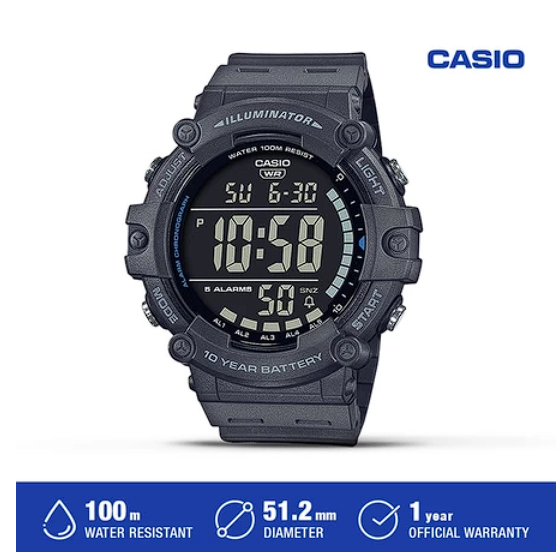 CASIO
ILLUMINATOR
WATER 100M RESIST
CASIO
WR
ADJUST
LIGHT
SU 6-30
ALARM CHRONOGRAPH
P 10:58
5 ALARMS 50 SNZ
MODE
START
AL1 AL2 AL3 AL4 AL5
10 YEAR BATTERY
100 m
WATER RESISTANT
51.2 mm
DIAMETER
1 year
OFFICIAL WARRANTY